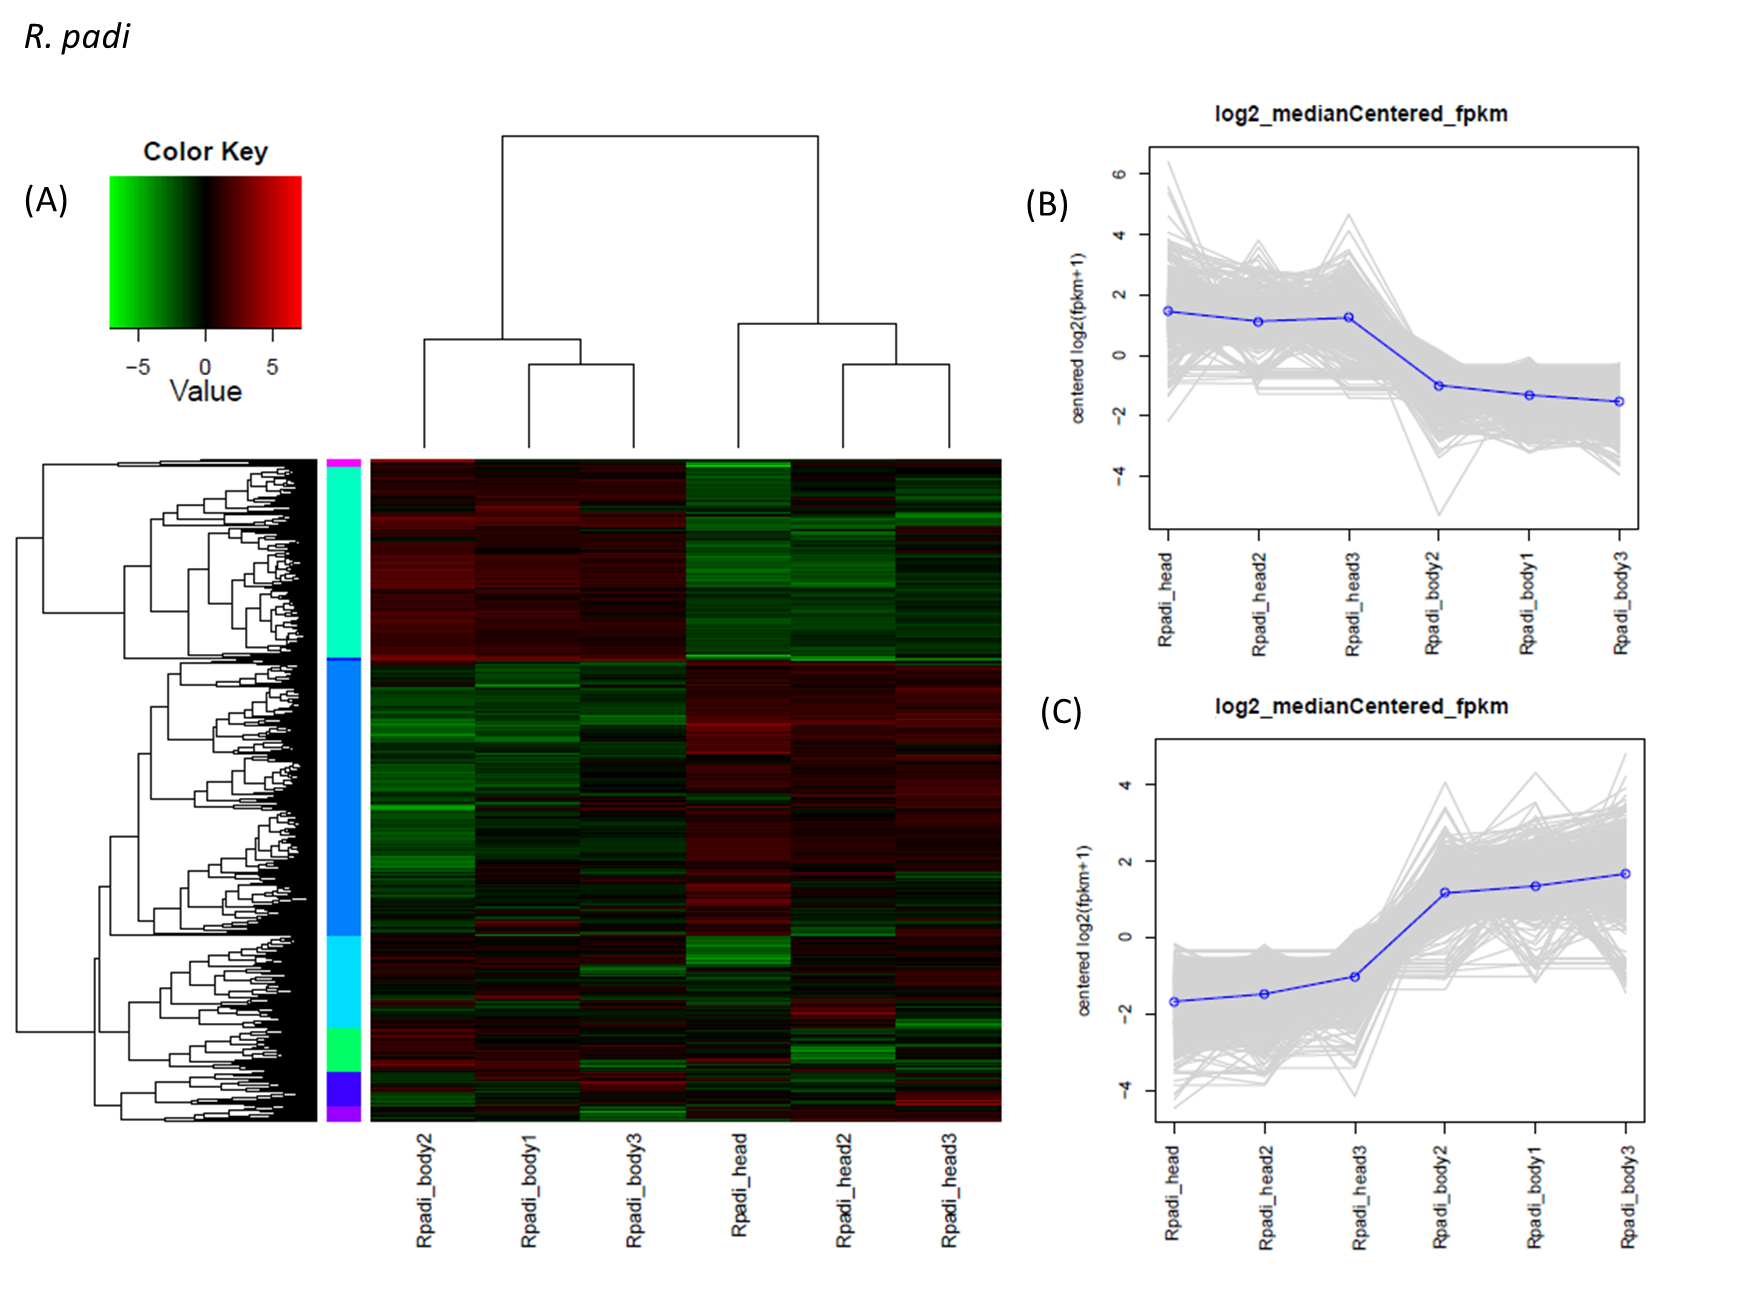 R. padi
(A)
Color Key
−5 0 5
Value
Rpadi_body2
Rpadi_body1
Rpadi_body3
Rpadi_head
Rpadi_head2
Rpadi_head3
(B)
log2_medianCentered_fpkm
centered log2(fpkm+1)
6
4
2
0
−2
−4
Rpadi_head
Rpadi_head2
Rpadi_head3
Rpadi_body2
Rpadi_body1
Rpadi_body3
(C)
log2_medianCentered_fpkm
centered log2(fpkm+1)
4
2
0
−2
−4
Rpadi_head
Rpadi_head2
Rpadi_head3
Rpadi_body2
Rpadi_body1
Rpadi_body3